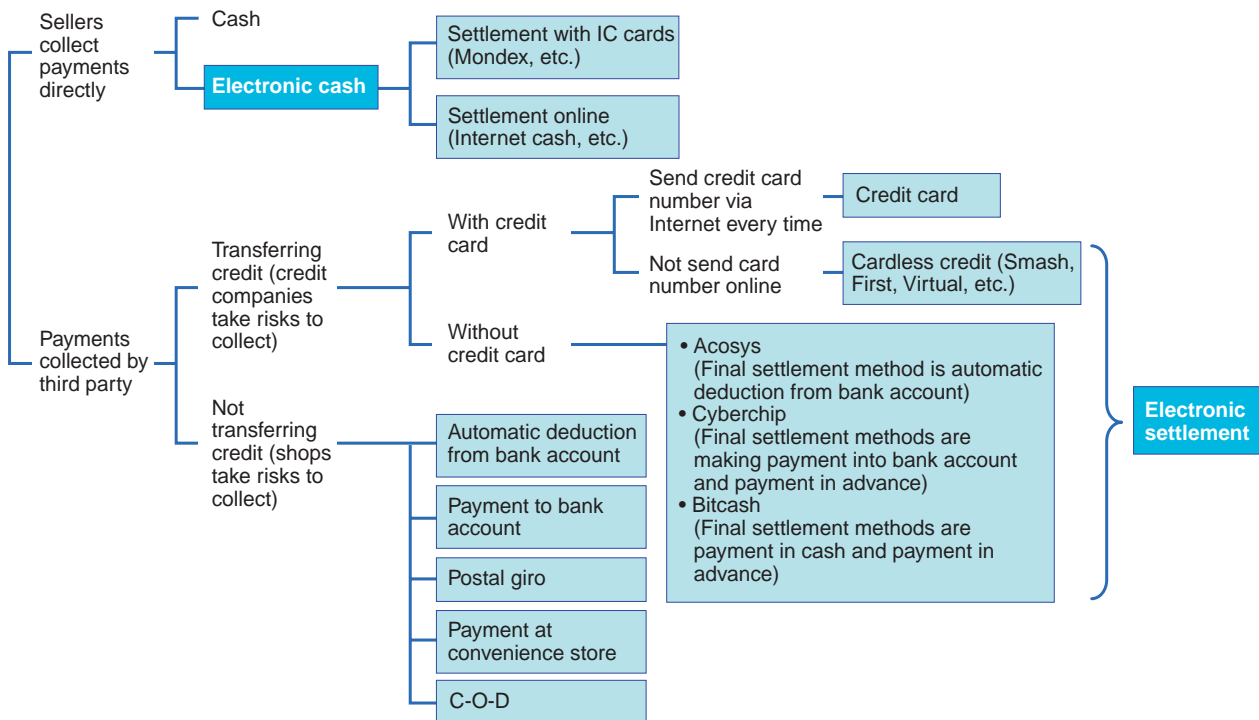 Sellers
collect
payments
directly
Cash
Electronic cash
Settlement with IC cards
(Mondex, etc.)
Settlement online
(Internet cash, etc.)
Payments
collected by
third party
Transferring
credit (credit
companies
take risks to
collect)
With credit
card
Send credit card
number via
Internet every time
Credit card
Not send card
number online
Cardless credit (Smash,
First, Virtual, etc.)
Without
credit card
• Acosys
(Final settlement method is automatic
deduction from bank account)
• Cyberchip
(Final settlement methods are
making payment into bank account
and payment in advance)
• Bitcash
(Final settlement methods are
payment in cash and payment in
advance)
Electronic
settlement
Not
transferring
credit (shops
take risks to
collect)
Automatic deduction
from bank account
Payment to bank
account
Postal giro
Payment at
convenience store
C-O-D